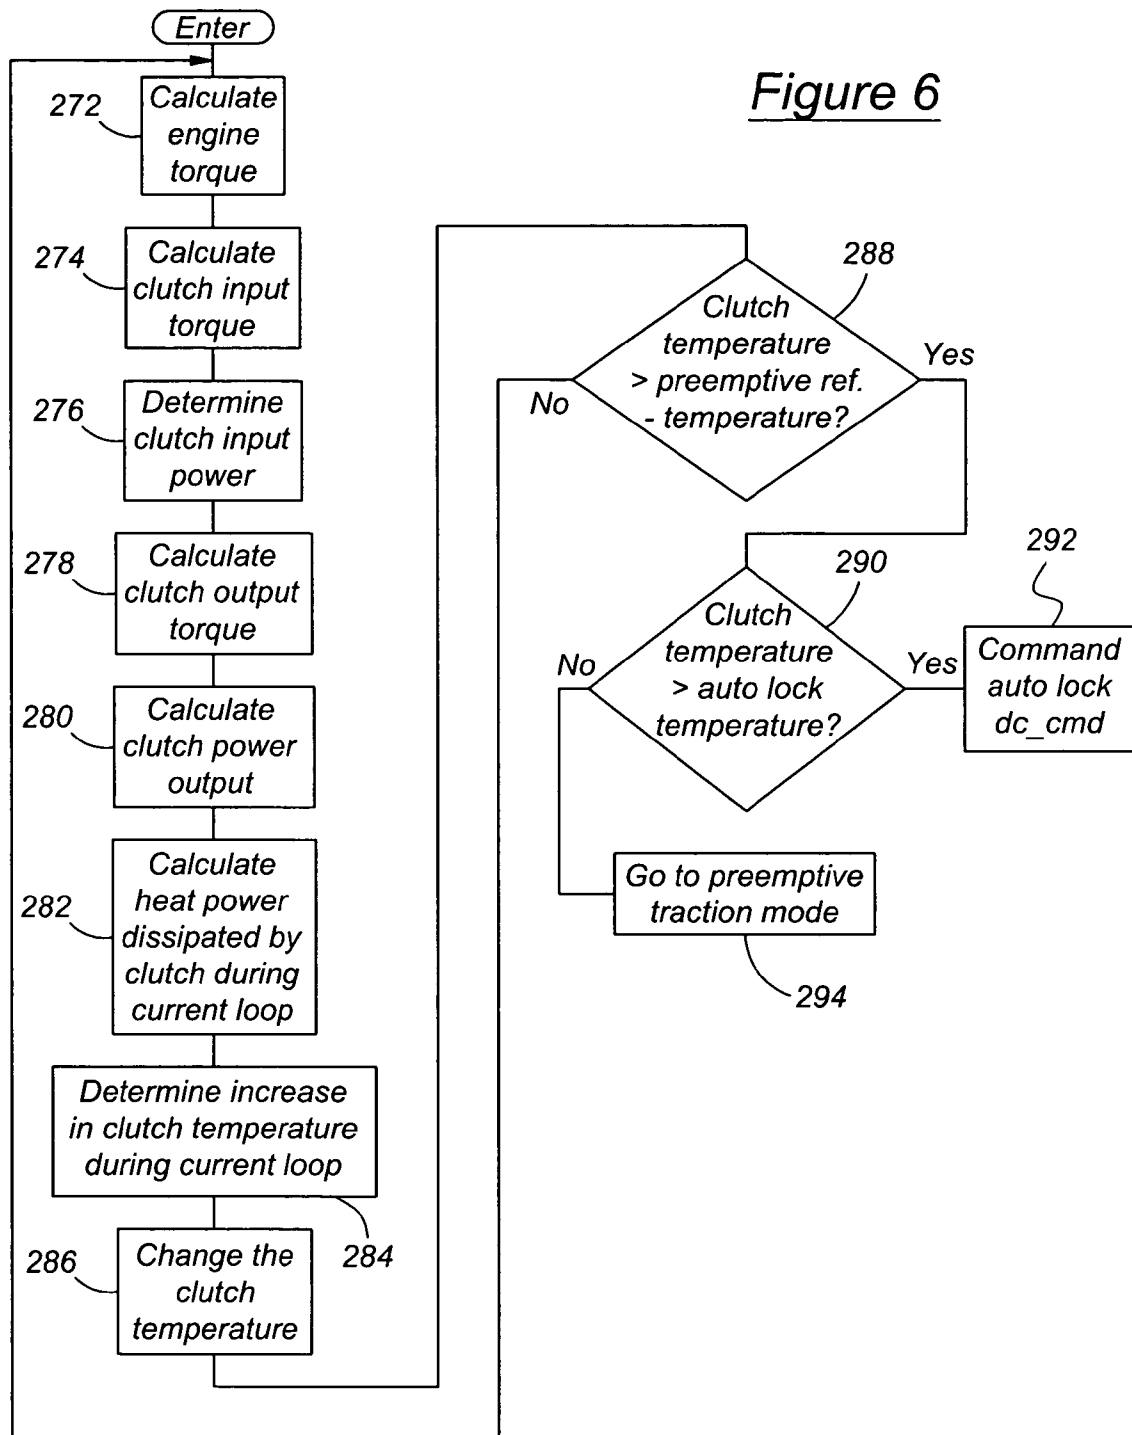 Enter
Figure 6
272
Calculate
engine
torque
274
Calculate
clutch input
torque
276
Determine
clutch input
power
278
Calculate
clutch output
torque
280
Calculate
clutch power
output
282
Calculate
heat power
dissipated by
clutch during
current loop
Determine increase
in clutch temperature
during current loop
284
286
Change the
clutch
temperature
288
Clutch
temperature
> preemptive ref.
- temperature?
No
Yes
290
Clutch
temperature
> auto lock
temperature?
No
Yes
292
Command
auto lock
dc_cmd
Go to preemptive
traction mode
294